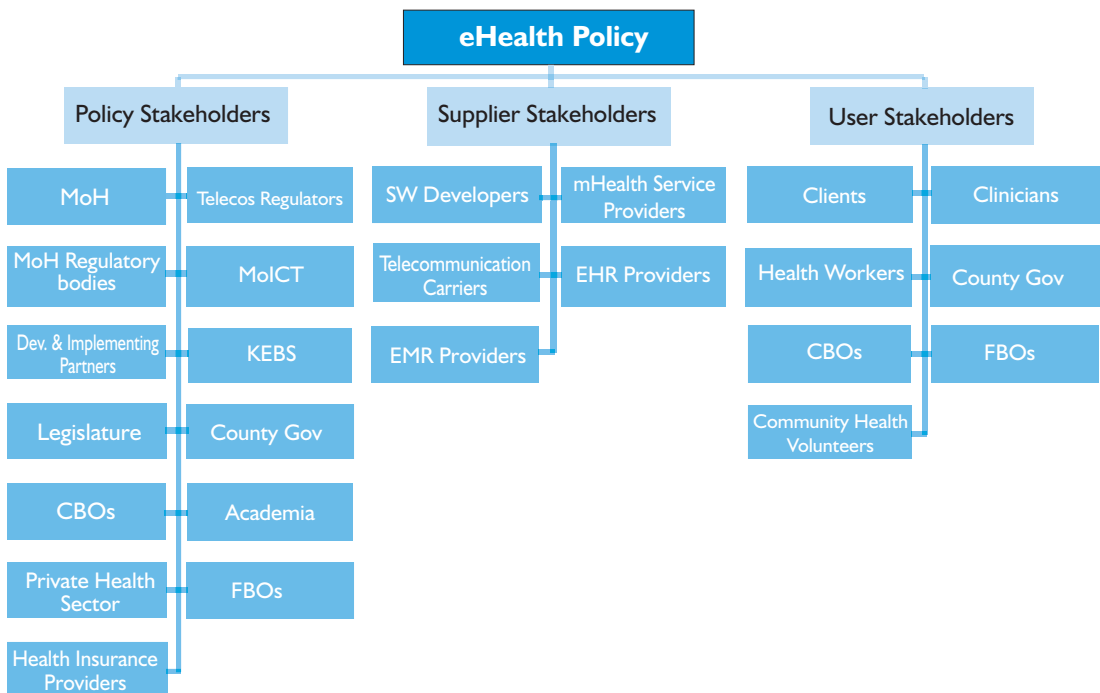 eHealth Policy
Policy Stakeholders
Supplier Stakeholders
User Stakeholders
MoH
Telecos Regulators
MoH Regulatory
bodies
MoICT
Dev. & Implementing
Partners
KEBS
Legislature
County Gov
CBOs
Academia
Private Health
Sector
FBOs
Health Insurance
Providers
SW Developers
mHealth Service
Providers
Telecommunication
Carriers
EHR Providers
EMR Providers
Clients
Clinicians
Health Workers
County Gov
CBOs
FBOs
Community Health
Volunteers